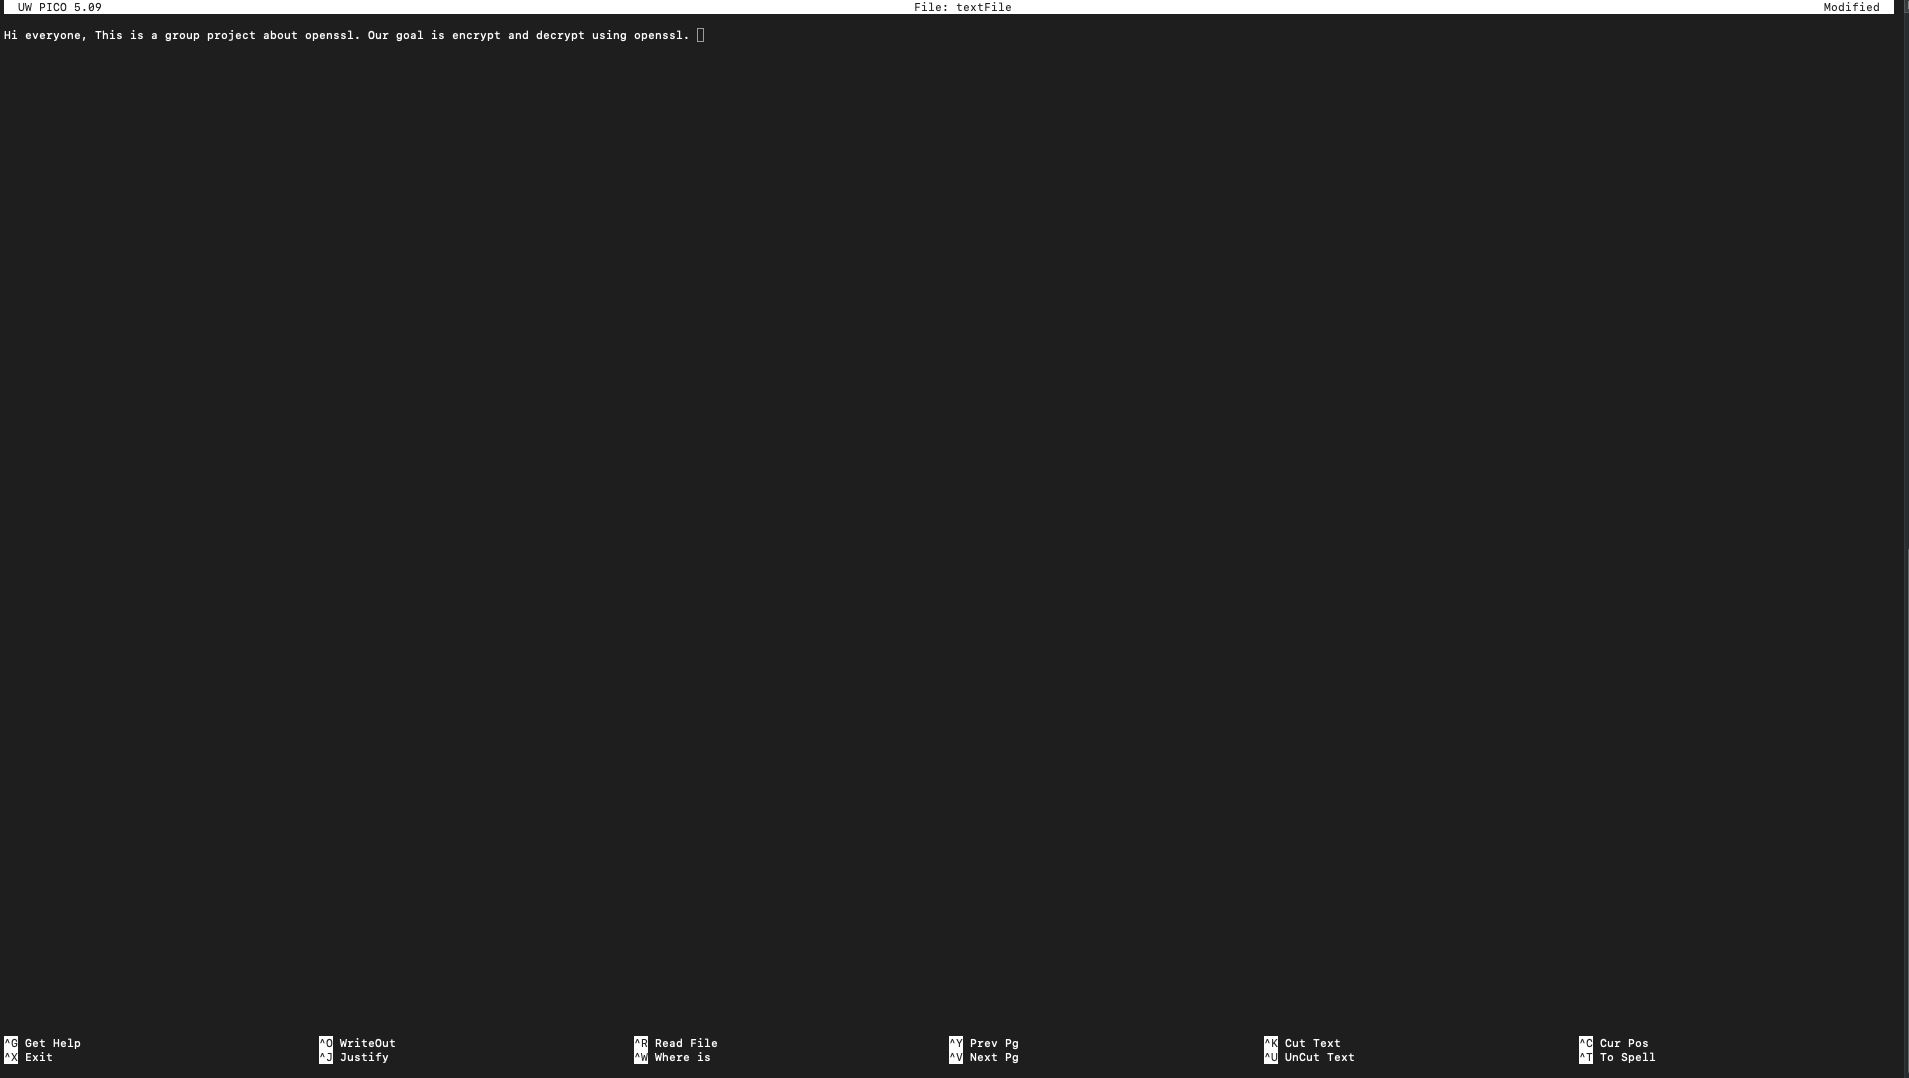 UW PICO 5.09 File: textFile Modified
Hi everyone, This is a group project about openssl. Our goal is encrypt and decrypt using openssl.
^G Get Help ^O WriteOut ^R Read File ^Y Prev Pg ^K Cut Text ^C Cur Pos
^X Exit ^J Justify ^W Where is ^V Next Pg ^U UnCut Text ^T To Spell